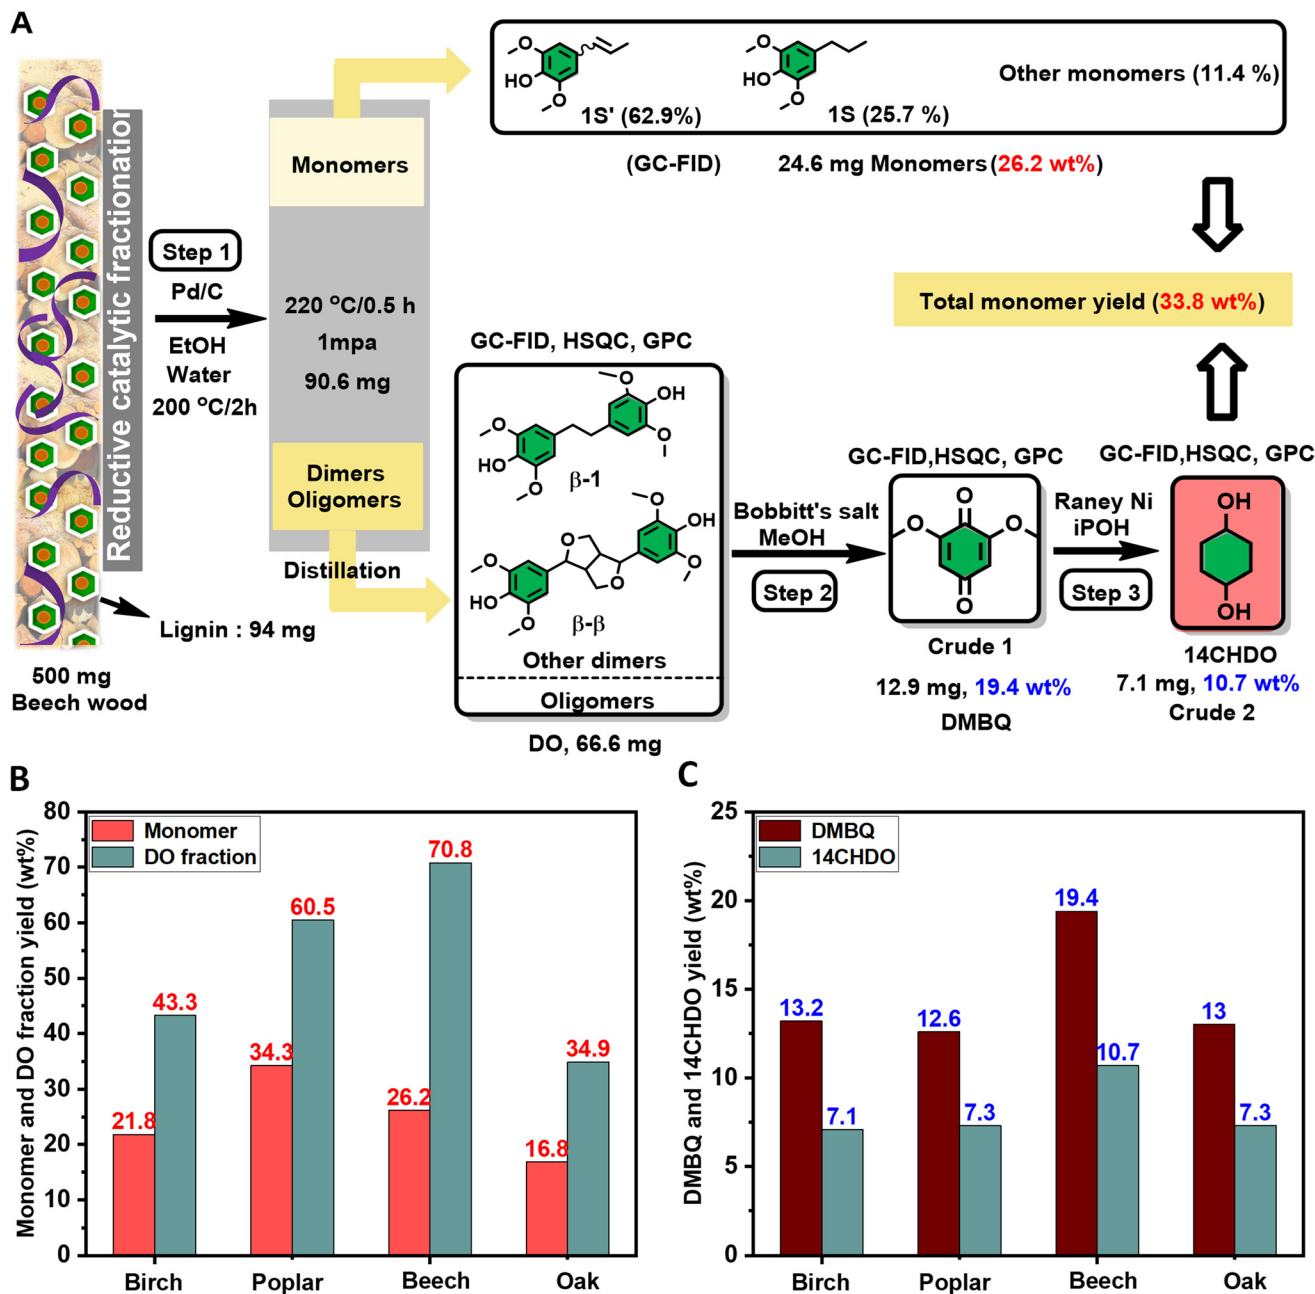 A
Reductive catalytic fractionation
500 mg
Beech wood
Lignin : 94 mg
Step 1
Pd/C
EtOH
Water
200 °C/2h
Monomers
220 °C/0.5 h
1mpa
90.6 mg
Dimers
Oligomers
Distillation
O
HO
O
1S' (62.9%)
O
HO
O
1S (25.7 %)
Other monomers (11.4 %)
(GC-FID) 24.6 mg Monomers (26.2 wt%)
Total monomer yield (33.8 wt%)
GC-FID, HSQC, GPC
O
OH
O
O
HO
O
β-1
O
OH
O
O
O
O
HO
O
β-β
Other dimers
Oligomers
DO, 66.6 mg
Bobbitt's salt
MeOH
Step 2
GC-FID,HSQC, GPC
O
O
O
O
Crude 1
12.9 mg, 19.4 wt%
DMBQ
Raney Ni
iPOH
Step 3
GC-FID,HSQC, GPC
OH
OH
14CHDO
7.1 mg, 10.7 wt%
Crude 2
B
Monomer and DO fraction yield (wt%)
80
70
60
50
40
30
20
10
0
Monomer
DO fraction
21.8
43.3
34.3
60.5
26.2
70.8
16.8
34.9
Birch
Poplar
Beech
Oak
C
DMBQ and 14CHDO yield (wt%)
25
20
15
10
5
0
DMBQ
14CHDO
13.2
7.1
12.6
7.3
19.4
10.7
13
7.3
Birch
Poplar
Beech
Oak